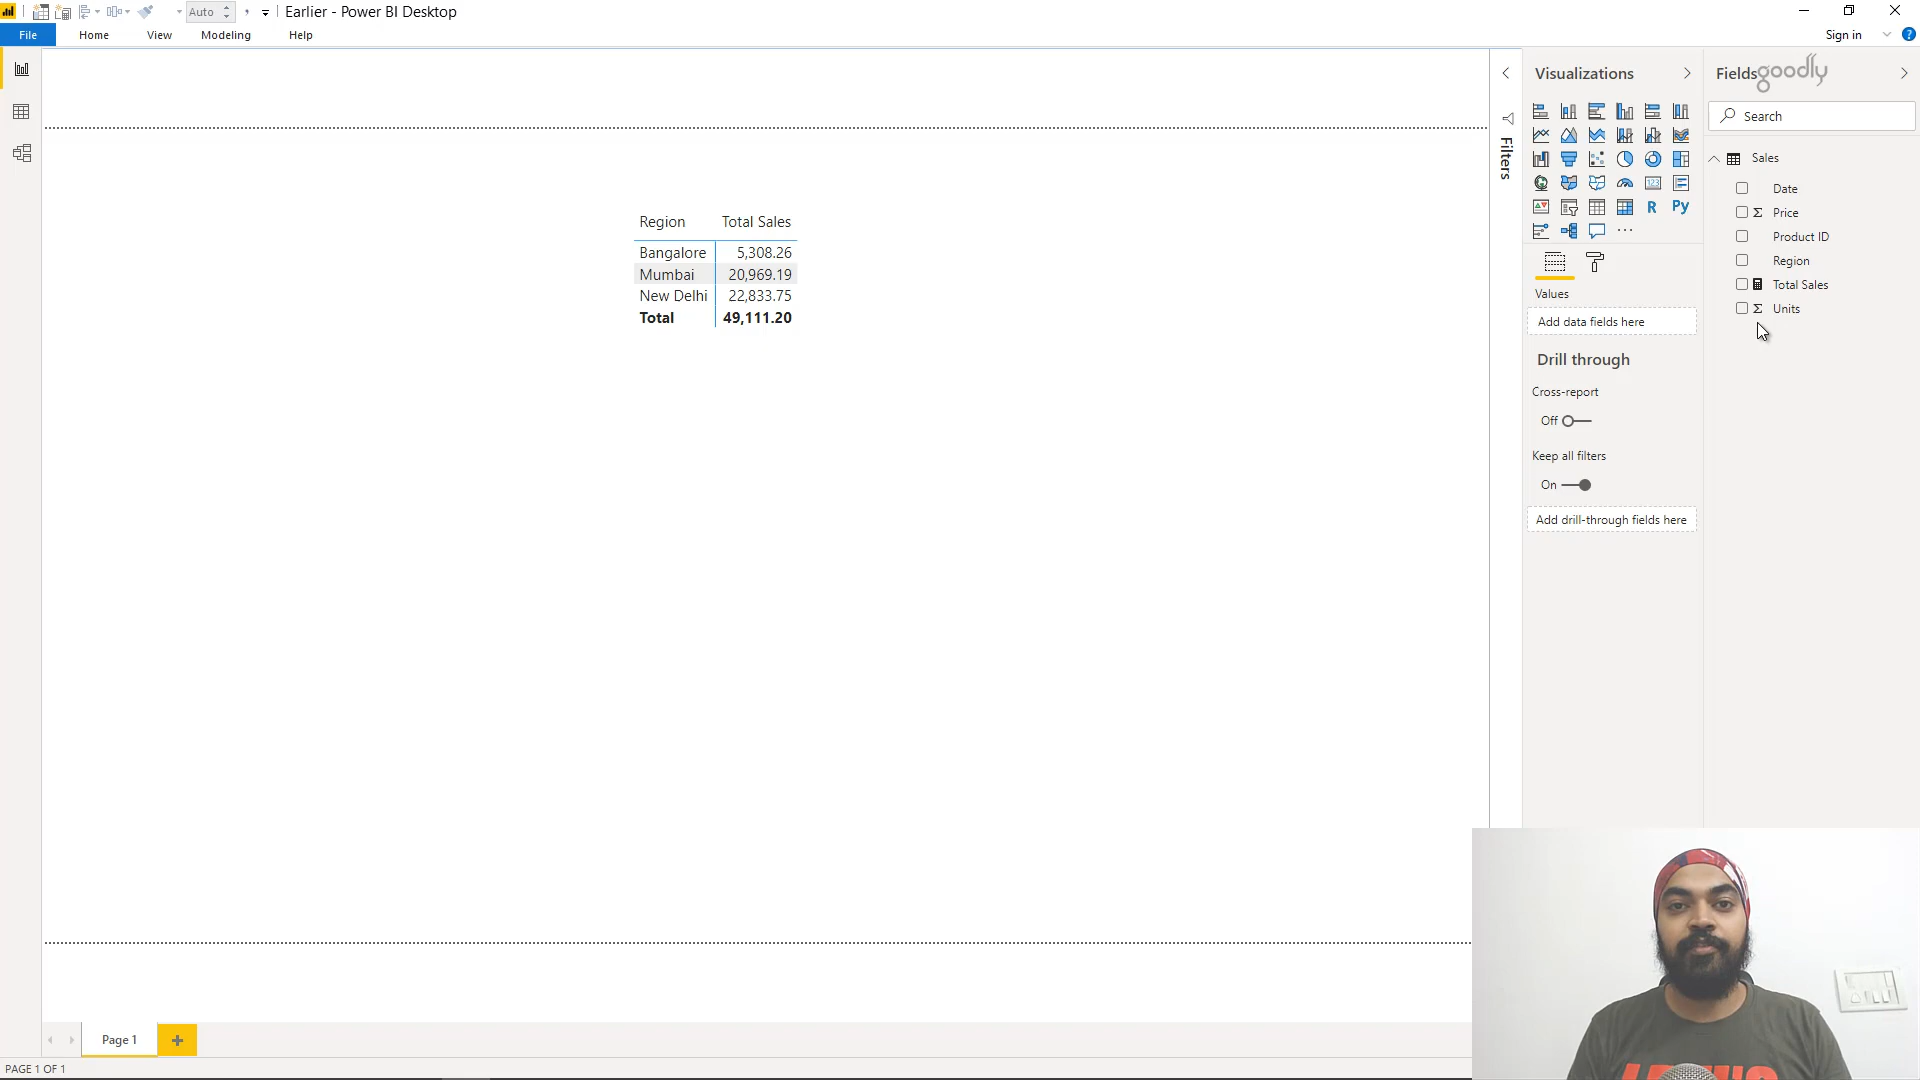 Auto
Earlier - Power BI Desktop
File
Home
View
Modeling
Help
Sign in
?
Visualizations
Fields
goodly
Search
Filters
R
Py
123
Sales
Date
Σ Price
Product ID
Region
Total Sales
Σ Units
Values
Add data fields here
Drill through
Cross-report
Off
Keep all filters
On
Add drill-through fields here
Region Total Sales
Bangalore 5,308.26
Mumbai 20,969.19
New Delhi 22,833.75
Total 49,111.20
Page 1
+
PAGE 1 OF 1